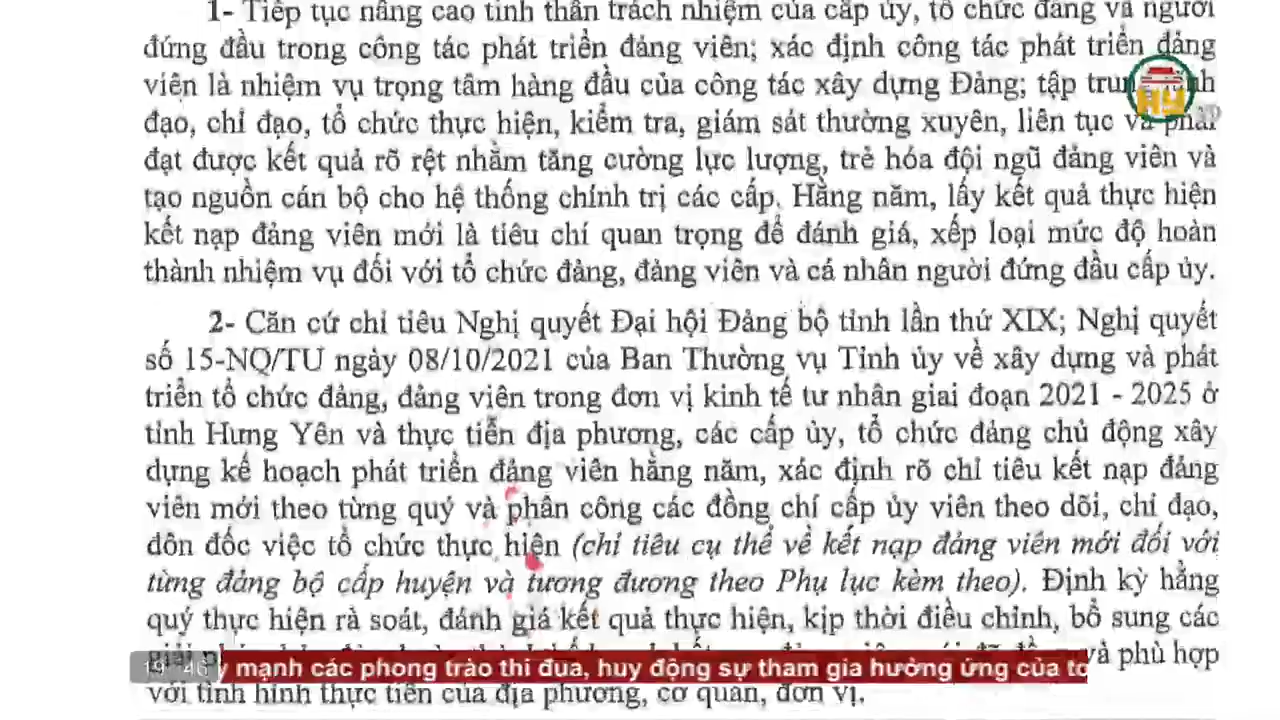 1- Tiếp tục nâng cao tinh thần trách nhiệm của cấp ủy, tổ chức đảng và người
đứng đầu trong công tác phát triển đảng viên; xác định công tác phát triển đảng
viên là nhiệm vụ trọng tâm hàng đầu của công tác xây dựng Đảng; tập trung
HY
đạo, chỉ đạo, tổ chức thực hiện, kiểm tra, giám sát thường xuyên, liên tục và phải
đạt được kết quả rõ rệt nhằm tăng cường lực lượng, trẻ hóa đội ngũ đảng viên và
tạo nguồn cán bộ cho hệ thống chính trị các cấp. Hằng năm, lấy kết quả thực hiện
kết nạp đảng viên mới là tiêu chí quan trọng để đánh giá, xếp loại mức độ hoàn
thành nhiệm vụ đối với tổ chức đảng, đảng viên và cá nhân người đứng đầu cấp ủy.
2- Căn cứ chỉ tiêu Nghị quyết Đại hội Đảng bộ tỉnh lần thứ XIX; Nghị quyết
số 15-NQ/TU ngày 08/10/2021 của Ban Thường vụ Tỉnh ủy về xây dựng và phát
triển tổ chức đảng, đảng viên trong đơn vị kinh tế tư nhân giai đoạn 2021 - 2025 ở
tỉnh Hưng Yên và thực tiễn địa phương, các cấp ủy, tổ chức đảng chủ động xây
dựng kế hoạch phát triển đảng viên hằng năm, xác định rõ chỉ tiêu kết nạp đảng
viên mới theo từng quý và phân công các đồng chí cấp ủy viên theo dõi, chỉ đạo,
đôn đốc việc tổ chức thực hiện (chỉ tiêu cụ thể về kết nạp đảng viên mới đối với
từng đảng bộ cấp huyện và tương đương theo Phụ lục kèm theo). Định kỳ hằng
quý thực hiện rà soát, đánh giá kết quả thực hiện, kịp thời điều chỉnh, bổ sung các
và phù hợp
19 46 y mạnh các phong trào thi đua, huy động sự tham gia hưởng ứng của to
với tình hình thực tiễn của địa phương, cơ quan, đơn vị.